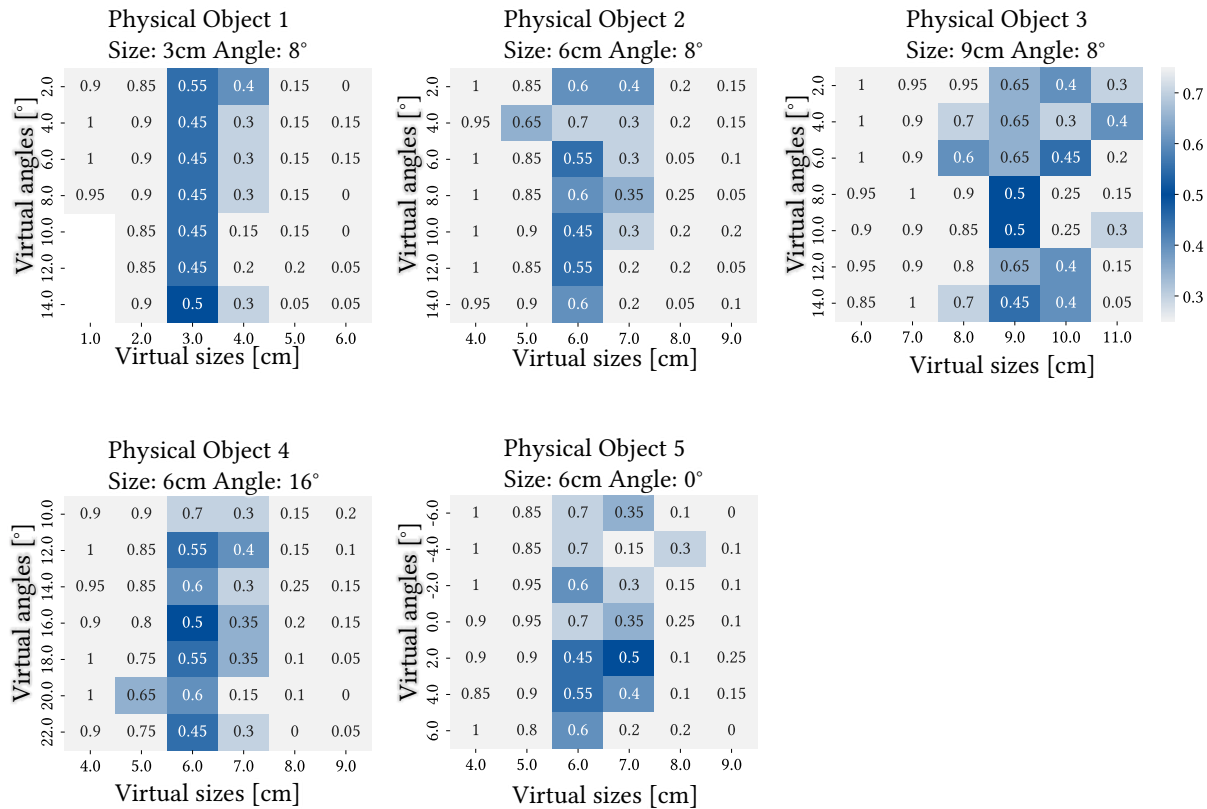 Physical Object 1
Size: 3cm Angle: 8°
Virtual angles [°]
2.0 0.9 0.85 0.55 0.4 0.15 0
4.0 1 0.9 0.45 0.3 0.15 0.15
6.0 1 0.9 0.45 0.3 0.15 0.15
8.0 0.95 0.9 0.45 0.3 0.15 0
10.0 0.85 0.45 0.15 0.15 0
12.0 0.85 0.45 0.2 0.2 0.05
14.0 0.9 0.5 0.3 0.05 0.05
1.0 2.0 3.0 4.0 5.0 6.0
Virtual sizes [cm]
Physical Object 2
Size: 6cm Angle: 8°
Virtual angles [°]
2.0 1 0.85 0.6 0.4 0.2 0.15
4.0 0.95 0.65 0.7 0.3 0.2 0.15
6.0 1 0.85 0.55 0.3 0.05 0.1
8.0 1 0.85 0.6 0.35 0.25 0.05
10.0 1 0.9 0.45 0.3 0.2 0.2
12.0 1 0.85 0.55 0.2 0.2 0.05
14.0 0.95 0.9 0.6 0.2 0.05 0.1
4.0 5.0 6.0 7.0 8.0 9.0
Virtual sizes [cm]
Physical Object 3
Size: 9cm Angle: 8°
Virtual angles [°]
2.0 1 0.95 0.95 0.65 0.4 0.3
4.0 1 0.9 0.7 0.65 0.3 0.4
6.0 1 0.9 0.6 0.65 0.45 0.2
8.0 0.95 1 0.9 0.5 0.25 0.15
10.0 0.9 0.9 0.85 0.5 0.25 0.3
12.0 0.95 0.9 0.8 0.65 0.4 0.15
14.0 0.85 1 0.7 0.45 0.4 0.05
6.0 7.0 8.0 9.0 10.0 11.0
Virtual sizes [cm]
0.7
0.6
0.5
0.4
0.3
Physical Object 4
Size: 6cm Angle: 16°
Virtual angles [°]
10.0 0.9 0.9 0.7 0.3 0.15 0.2
12.0 1 0.85 0.55 0.4 0.15 0.1
14.0 0.95 0.85 0.6 0.3 0.25 0.15
16.0 0.9 0.8 0.5 0.35 0.2 0.15
18.0 1 0.75 0.55 0.35 0.1 0.05
20.0 1 0.65 0.6 0.15 0.1 0
22.0 0.9 0.75 0.45 0.3 0 0.05
4.0 5.0 6.0 7.0 8.0 9.0
Virtual sizes [cm]
Physical Object 5
Size: 6cm Angle: 0°
Virtual angles [°]
-6.0 1 0.85 0.7 0.35 0.1 0
-4.0 1 0.85 0.7 0.15 0.3 0.1
-2.0 1 0.95 0.6 0.3 0.15 0.1
0.0 0.9 0.95 0.7 0.35 0.25 0.1
2.0 0.9 0.9 0.45 0.5 0.1 0.25
4.0 0.85 0.9 0.55 0.4 0.1 0.15
6.0 1 0.8 0.6 0.2 0.2 0
4.0 5.0 6.0 7.0 8.0 9.0
Virtual sizes [cm]